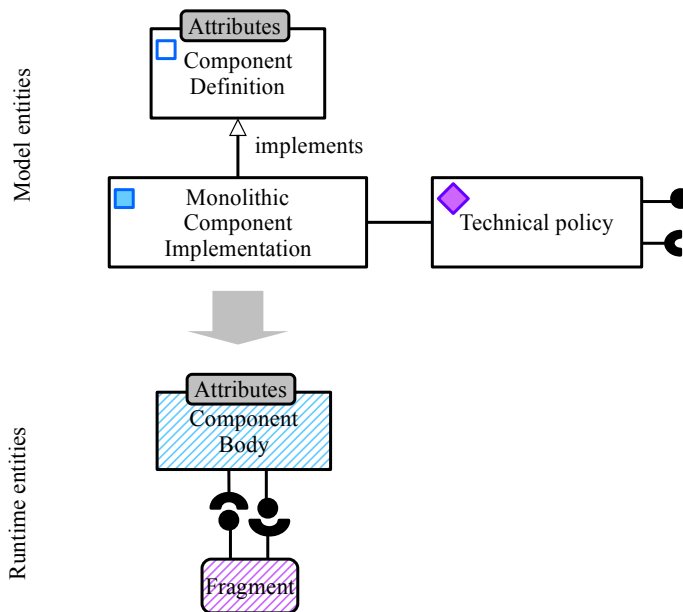 Model entities
Attributes
Component
Definition
implements
Monolithic
Component
Implementation
Technical policy
Runtime entities
Attributes
Component
Body
Fragment